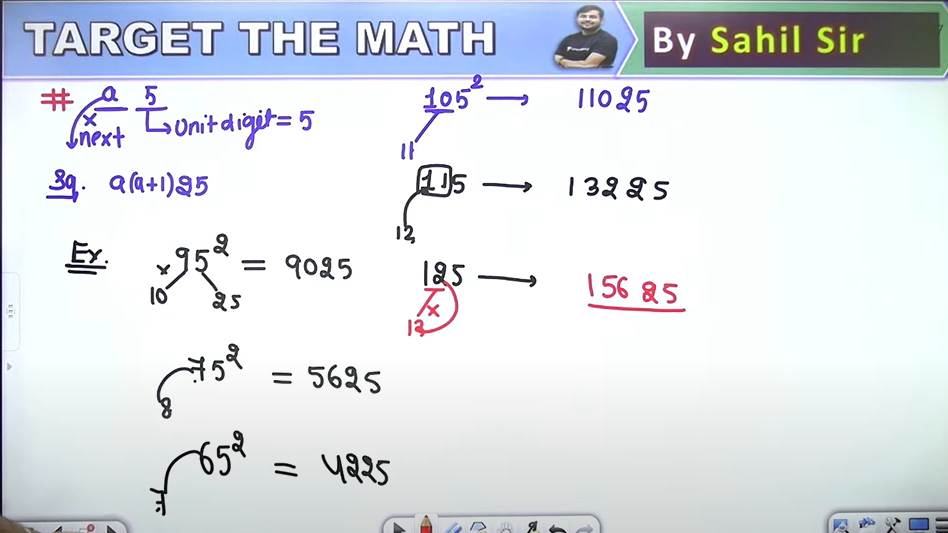 TARGET THE MATH
By Sahil Sir
# a 5
x
next
Unit digit = 5
Sq. a(a+1)25
Ex. 95² = 9025
x
10 25
75² = 5625
8
65² = 4225
7
105² → 11025
11
115 → 13225
12
125 → 15625
x
13